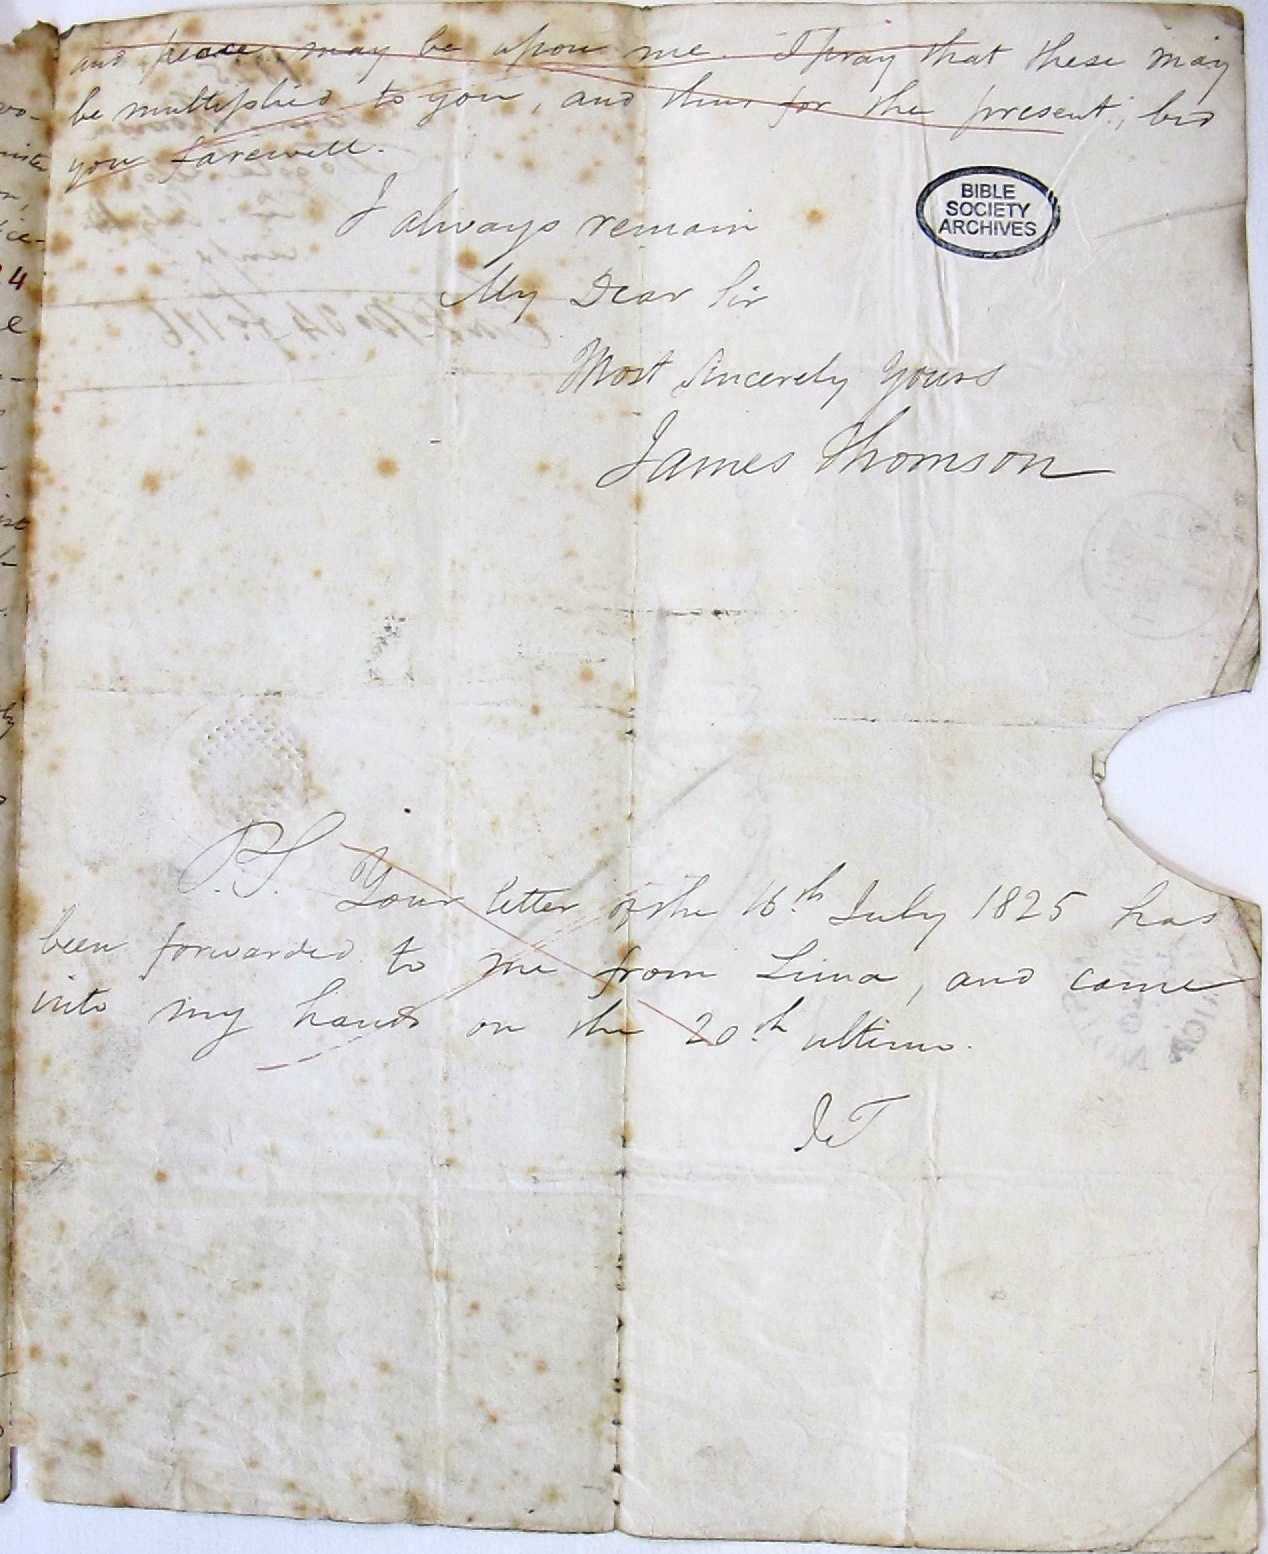 and peace may be upon me. I pray that these may
be multiplied to you, and thus for the present, bid
you farewell.
I always remain
My Dear Sir
Most Sincerely Yours
James Thomson
BIBLE
SOCIETY
ARCHIVES
P.S. Your letter of the 16th July 1825 has
been forwarded to me from Lima, and came
into my hands on the 20th ultimo.
J T